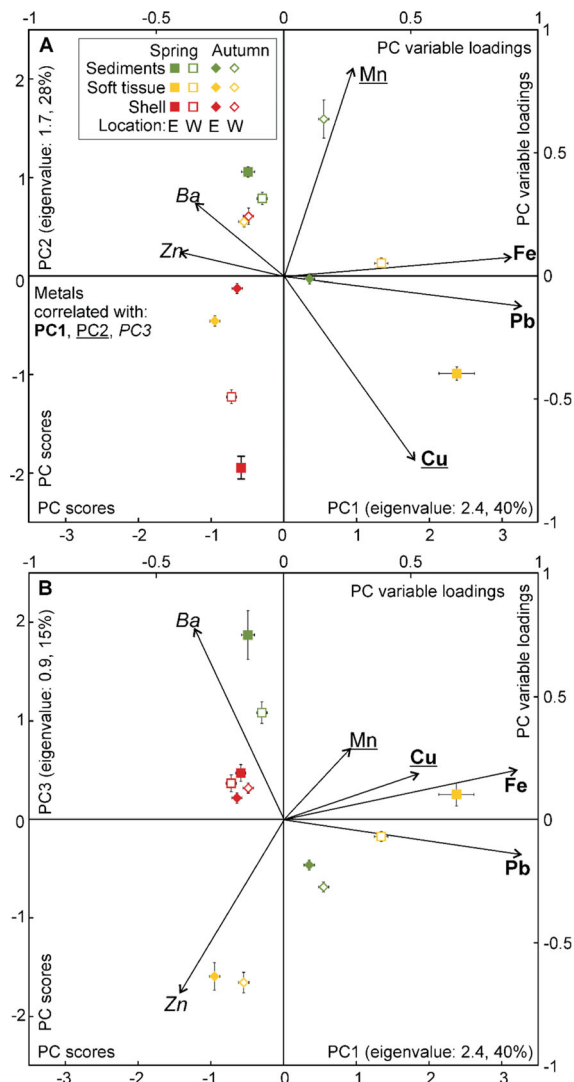 -1 -0.5 0 0.5 1
A
PC variable loadings
Spring Autumn
Sediments
Soft tissue
Shell
Location: E W E W
Mn
PC variable loadings
PC2 (eigenvalue: 1.7, 28%)
2
1
0
-1
-2
0.5
0
-0.5
-1
Ba
Zn
Fe
Pb
Cu
Metals
correlated with:
PC1, PC2, PC3
PC scores
PC scores
PC1 (eigenvalue: 2.4, 40%)
-3 -2 -1 0 1 2 3
-1 -0.5 0 0.5 1
B
PC variable loadings
PC variable loadings
PC3 (eigenvalue: 0.9, 15%)
2
1
0
-1
-2
0.5
0
-0.5
-1
Ba
Mn
Cu
Fe
Pb
Zn
PC scores
PC scores
PC1 (eigenvalue: 2.4, 40%)
-3 -2 -1 0 1 2 3